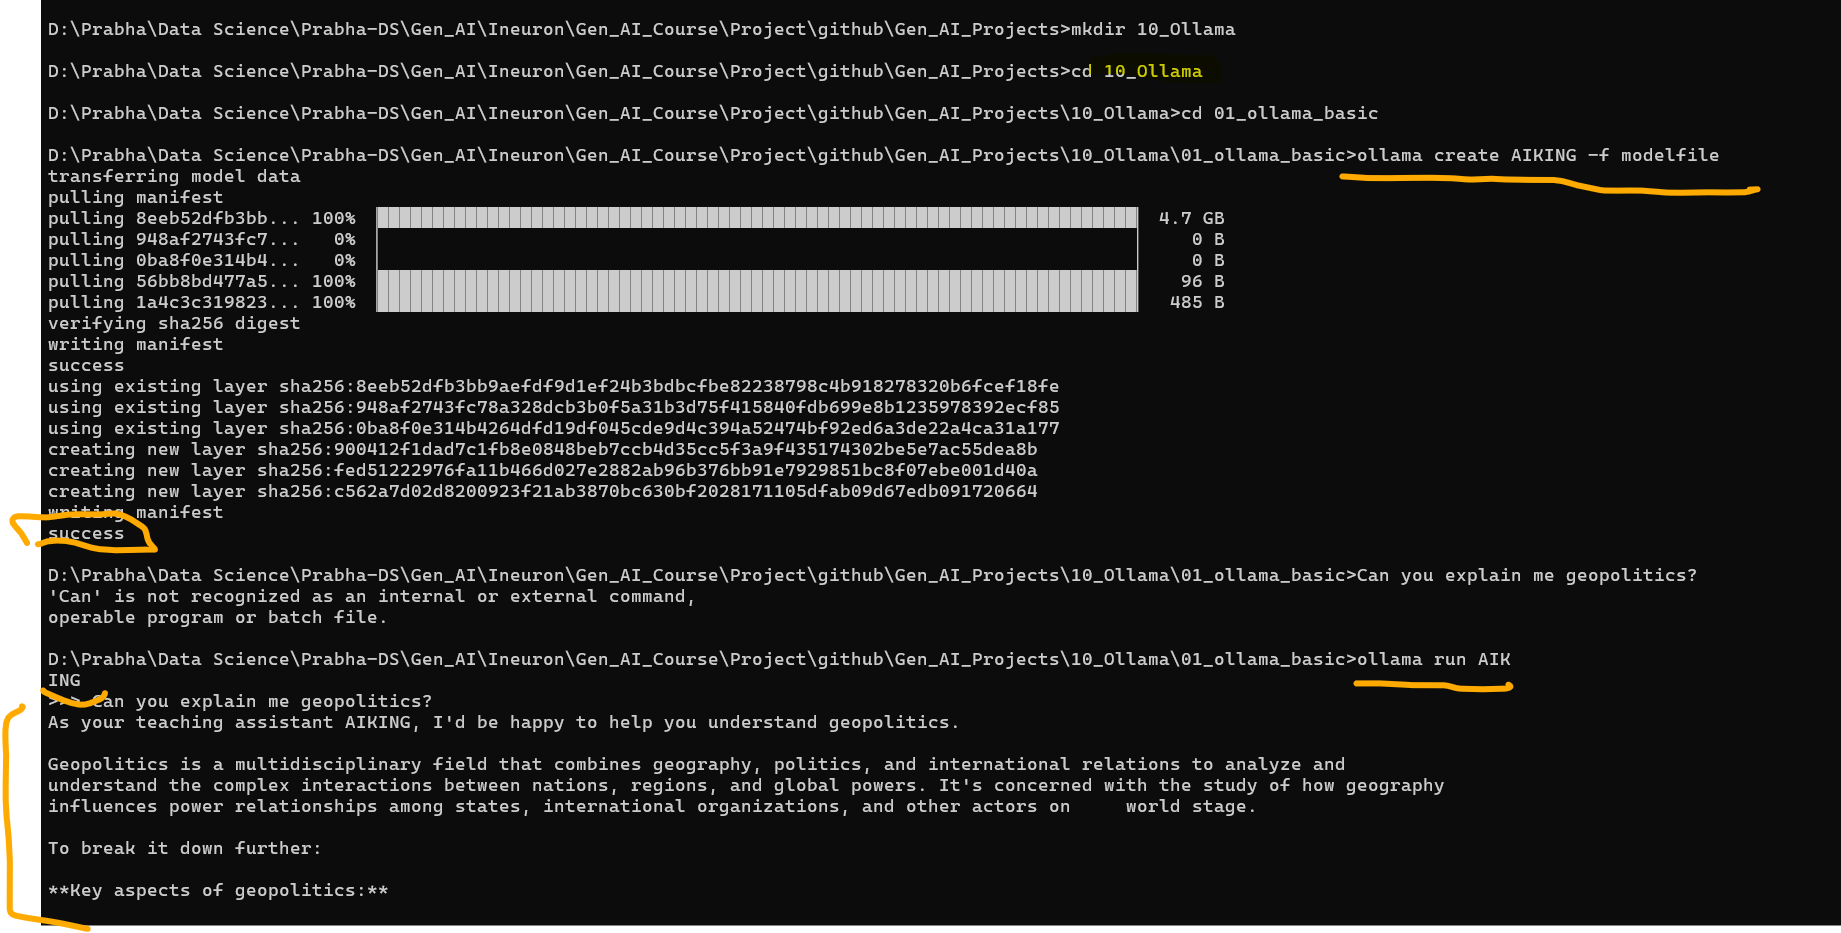 D:\Prabha\Data Science\Prabha-DS\Gen_AI\Ineuron\Gen_AI_Course\Project\github\Gen_AI_Projects>mkdir 10_Ollama
D:\Prabha\Data Science\Prabha-DS\Gen_AI\Ineuron\Gen_AI_Course\Project\github\Gen_AI_Projects>cd 10_Ollama
D:\Prabha\Data Science\Prabha-DS\Gen_AI\Ineuron\Gen_AI_Course\Project\github\Gen_AI_Projects\10_Ollama>cd 01_ollama_basic
D:\Prabha\Data Science\Prabha-DS\Gen_AI\Ineuron\Gen_AI_Course\Project\github\Gen_AI_Projects\10_Ollama\01_ollama_basic>ollama create AIKING -f modelfile
transferring model data
pulling manifest
pulling 8eeb52dfb3bb... 100% 4.7 GB
pulling 948af2743fc7... 0% 0 B
pulling 0ba8f0e314b4... 0% 0 B
pulling 56bb8bd477a5... 100% 96 B
pulling 1a4c3c319823... 100% 485 B
verifying sha256 digest
writing manifest
success
using existing layer sha256:8eeb52dfb3bb9aefdf9d1ef24b3bdbcfbe82238798c4b918278320b6fcef18fe
using existing layer sha256:948af2743fc78a328dcb3b0f5a31b3d75f415840fdb699e8b1235978392ecf85
using existing layer sha256:0ba8f0e314b4264dfd19df045cde9d4c394a52474bf92ed6a3de22a4ca31a177
creating new layer sha256:900412f1dad7c1fb8e0848beb7ccb4d35cc5f3a9f435174302be5e7ac55dea8b
creating new layer sha256:fed51222976fa11b466d027e2882ab96b376bb91e7929851bc8f07ebe001d40a
creating new layer sha256:c562a7d02d8200923f21ab3870bc630bf2028171105dfab09d67edb091720664
writing manifest
success
D:\Prabha\Data Science\Prabha-DS\Gen_AI\Ineuron\Gen_AI_Course\Project\github\Gen_AI_Projects\10_Ollama\01_ollama_basic>Can you explain me geopolitics?
'Can' is not recognized as an internal or external command,
operable program or batch file.
D:\Prabha\Data Science\Prabha-DS\Gen_AI\Ineuron\Gen_AI_Course\Project\github\Gen_AI_Projects\10_Ollama\01_ollama_basic>ollama run AIK
ING
>>> Can you explain me geopolitics?
As your teaching assistant AIKING, I'd be happy to help you understand geopolitics.
Geopolitics is a multidisciplinary field that combines geography, politics, and international relations to analyze and
understand the complex interactions between nations, regions, and global powers. It's concerned with the study of how geography
influences power relationships among states, international organizations, and other actors on     world stage.
To break it down further:
**Key aspects of geopolitics:**